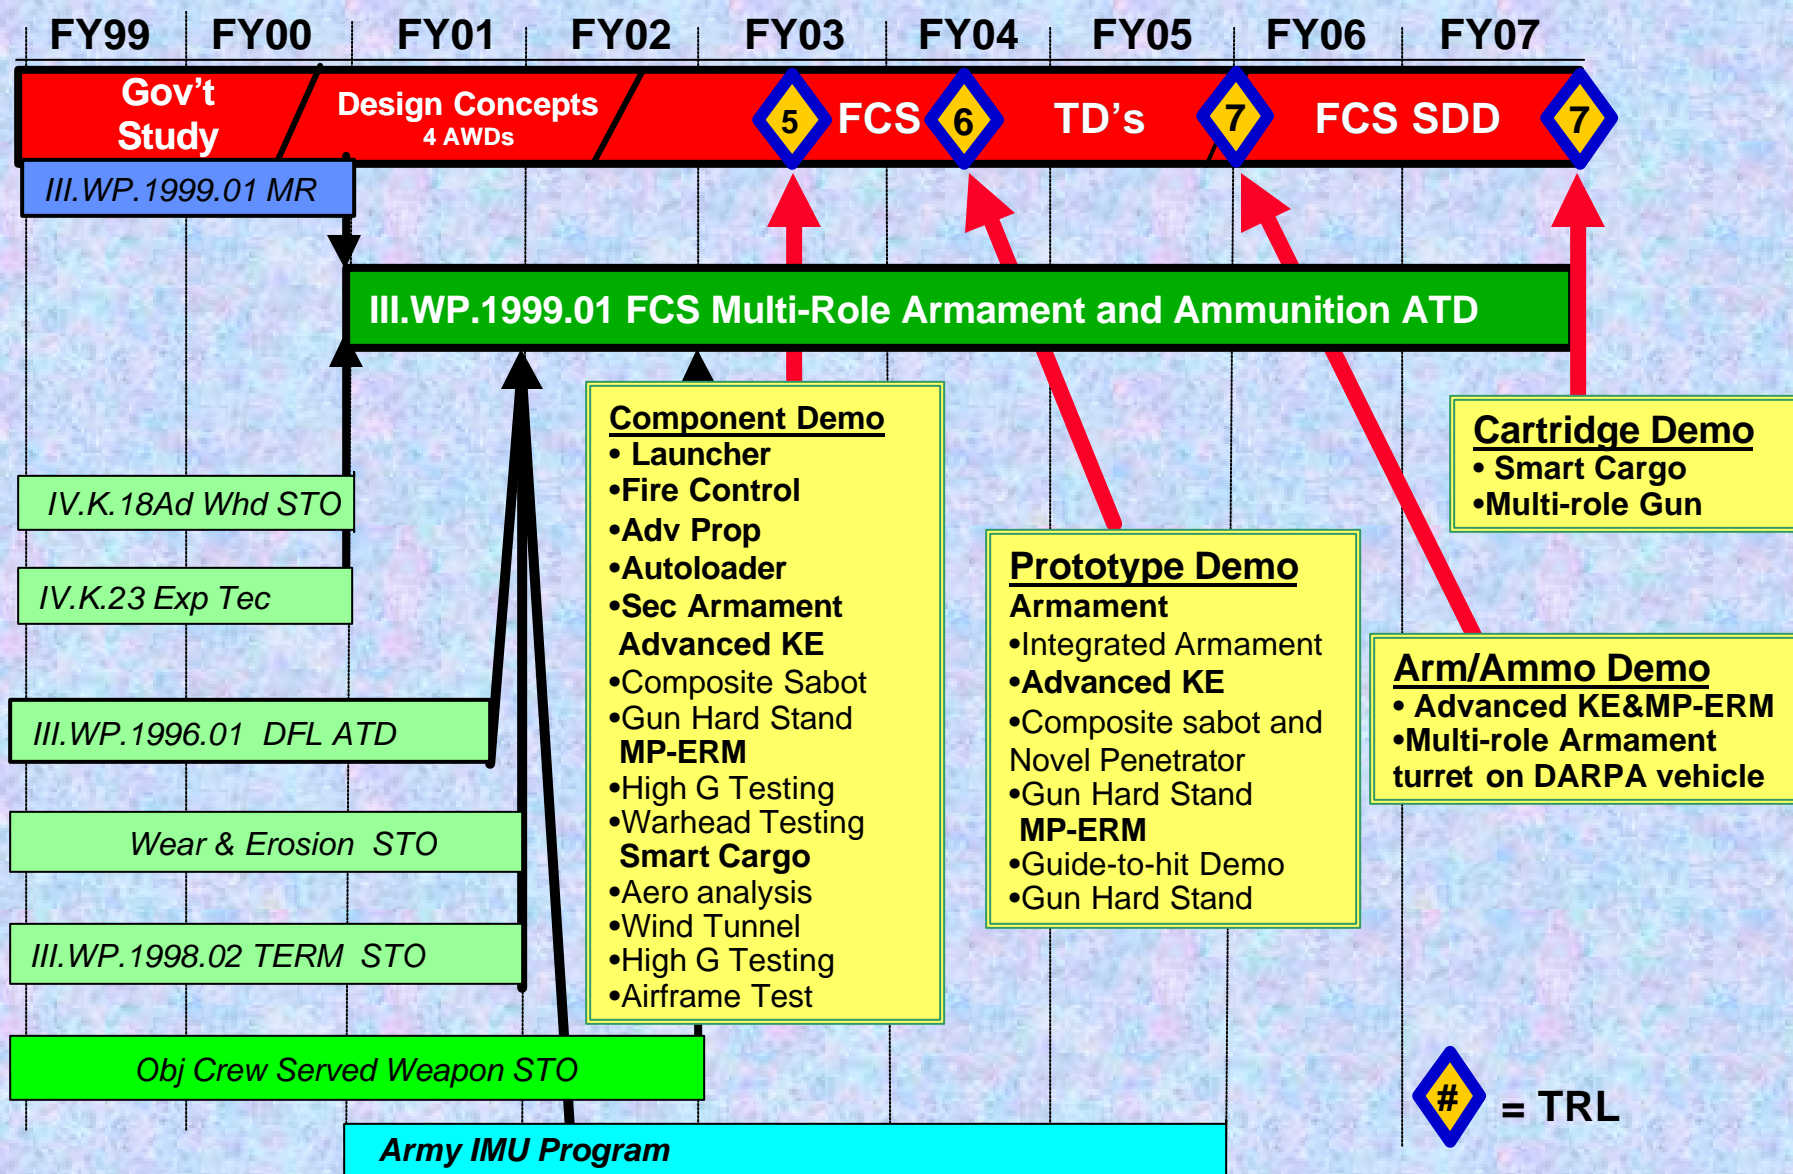 FY99 FY00 FY01 FY02 FY03 FY04 FY05 FY06 FY07
Gov't
Study
Design Concepts
4 AWDs
5
FCS
6
TD's
7
FCS SDD
7
III.WP.1999.01 MR
III.WP.1999.01 FCS Multi-Role Armament and Ammunition ATD
IV.K.18Ad Whd STO
IV.K.23 Exp Tec
III.WP.1996.01 DFL ATD
Wear & Erosion STO
III.WP.1998.02 TERM STO
Obj Crew Served Weapon STO
Army IMU Program
Component Demo
• Launcher
•Fire Control
•Adv Prop
•Autoloader
•Sec Armament
Advanced KE
•Composite Sabot
•Gun Hard Stand
MP-ERM
•High G Testing
•Warhead Testing
Smart Cargo
•Aero analysis
•Wind Tunnel
•High G Testing
•Airframe Test
Prototype Demo
Armament
•Integrated Armament
•Advanced KE
•Composite sabot and
Novel Penetrator
•Gun Hard Stand
MP-ERM
•Guide-to-hit Demo
•Gun Hard Stand
Arm/Ammo Demo
• Advanced KE&MP-ERM
•Multi-role Armament
turret on DARPA vehicle
Cartridge Demo
• Smart Cargo
•Multi-role Gun
# = TRL